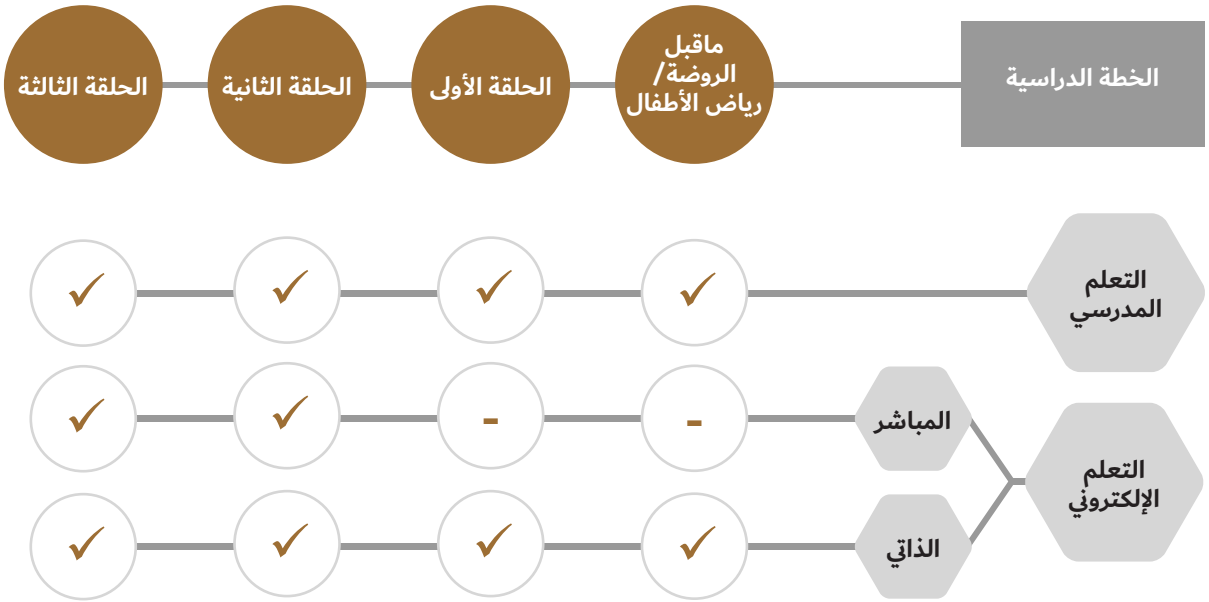 الخطة الدراسية
ماقبل
الروضة/
رياض الأطفال
الحلقة الأولى
الحلقة الثانية
الحلقة الثالثة
التعلم
المدرسي
✓ ✓ ✓ ✓
التعلم
الإلكتروني
المباشر
- - ✓ ✓
الذاتي
✓ ✓ ✓ ✓